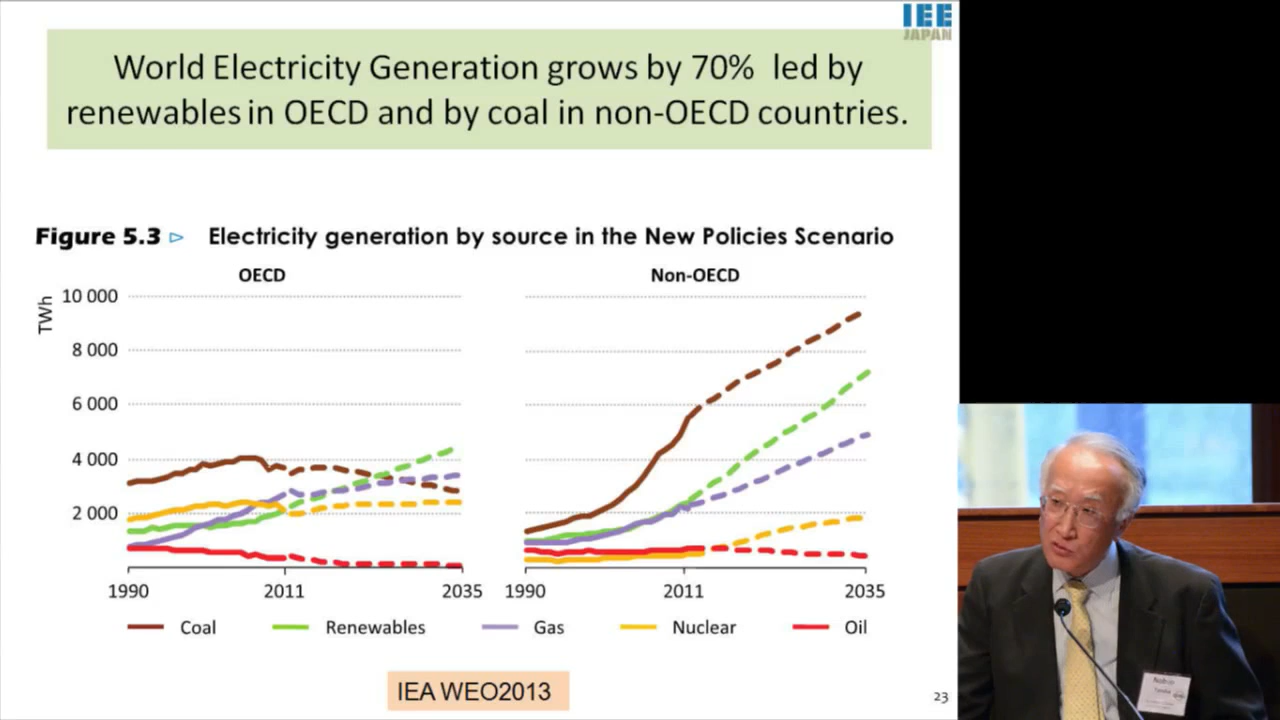 IEE
JAPAN
World Electricity Generation grows by 70% led by
renewables in OECD and by coal in non-OECD countries.
Figure 5.3 ▷ Electricity generation by source in the New Policies Scenario
OECD
Non-OECD
TWh
10 000
8 000
6 000
4 000
2 000
1990 2011 2035
1990 2011 2035
Coal Renewables Gas Nuclear Oil
IEA WEO2013
23